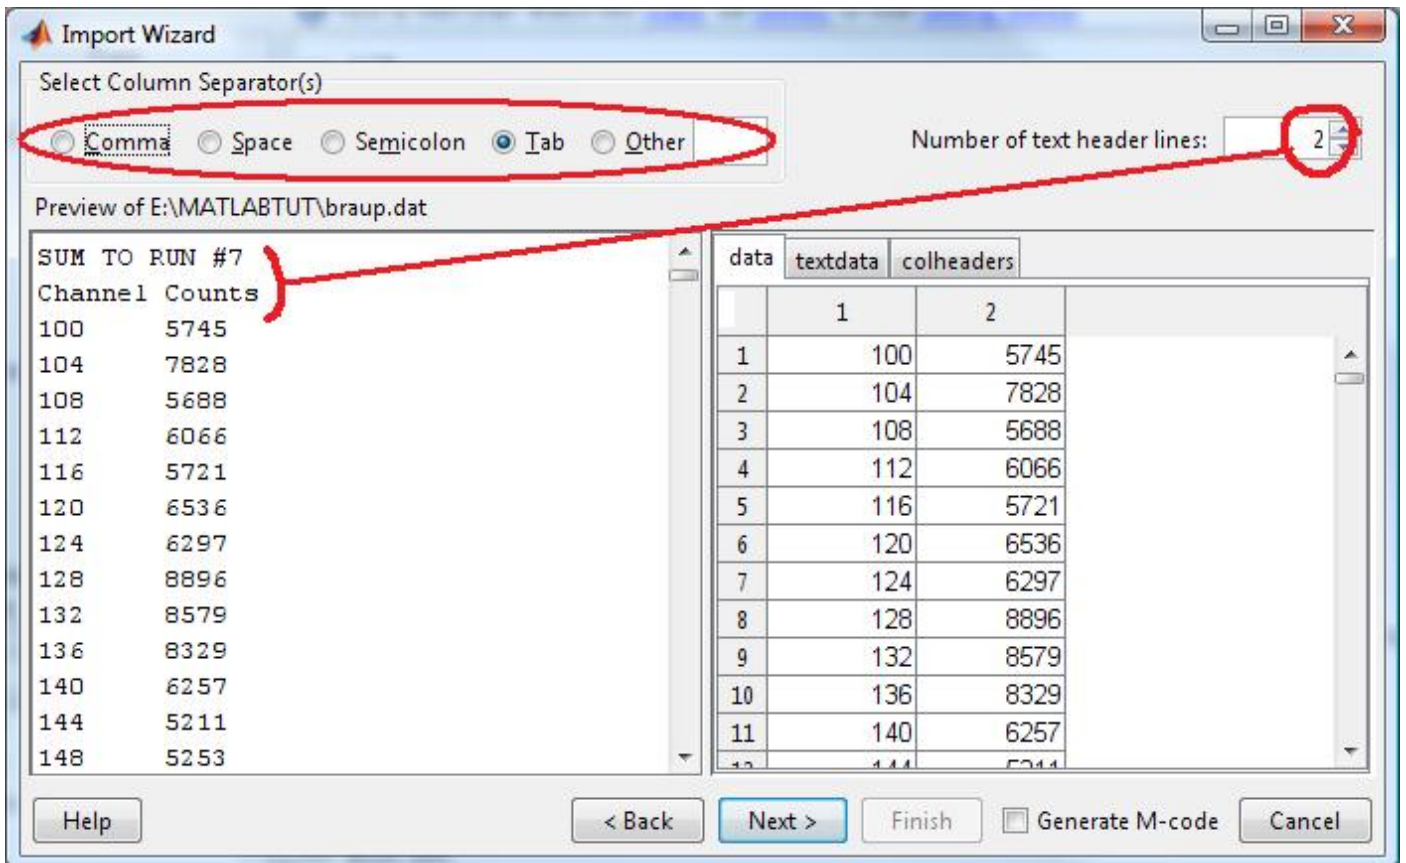 Import Wizard
Select Column Separator(s)
Comma Space Semicolon Tab Other
Number of text header lines: 2
Preview of E:\MATLABTUT\braup.dat
SUM TO RUN #7
Channel Counts
100 5745
104 7828
108 5688
112 6066
116 5721
120 6536
124 6297
128 8896
132 8579
136 8329
140 6257
144 5211
148 5253
data textdata colheaders
1 2
1 100 5745
2 104 7828
3 108 5688
4 112 6066
5 116 5721
6 120 6536
7 124 6297
8 128 8896
9 132 8579
10 136 8329
11 140 6257
12 144 5211
Help < Back Next > Finish Generate M-code Cancel